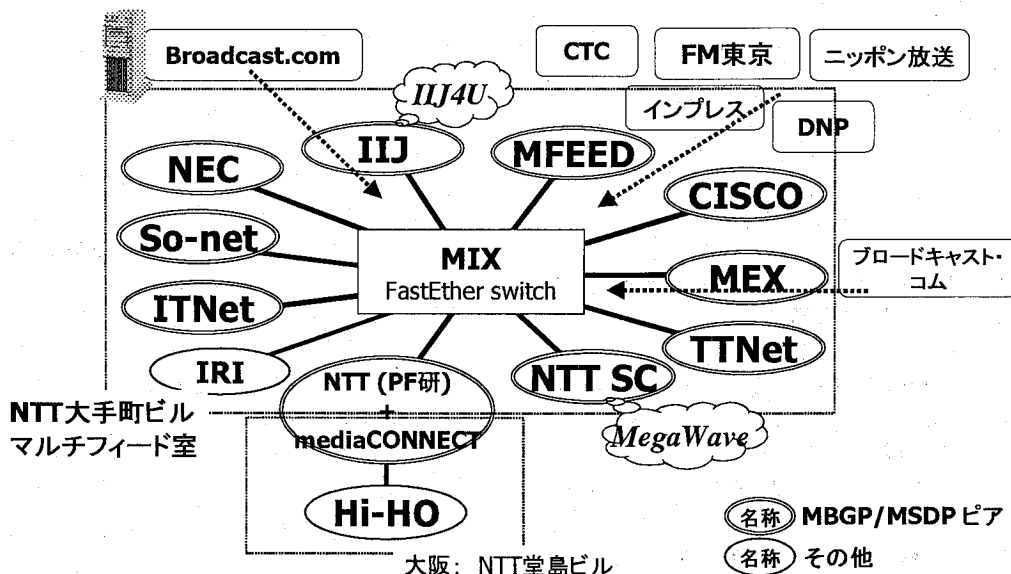 Broadcast.com
CTC
FM東京
ニッポン放送
IIJ4U
インプレス
DNP
IIJ
MFEED
NEC
CISCO
So-net
MIX
FastEther switch
MEX
ブロードキャスト・
コム
ITNet
TTNet
IRI
NTT (PF研)
+
mediaCONNECT
NTT SC
NTT大手町ビル
マルチフィード室
MegaWave
Hi-HO
名称 MBGP/MSDP ピア
名称 その他
大阪: NTT堂島ビル